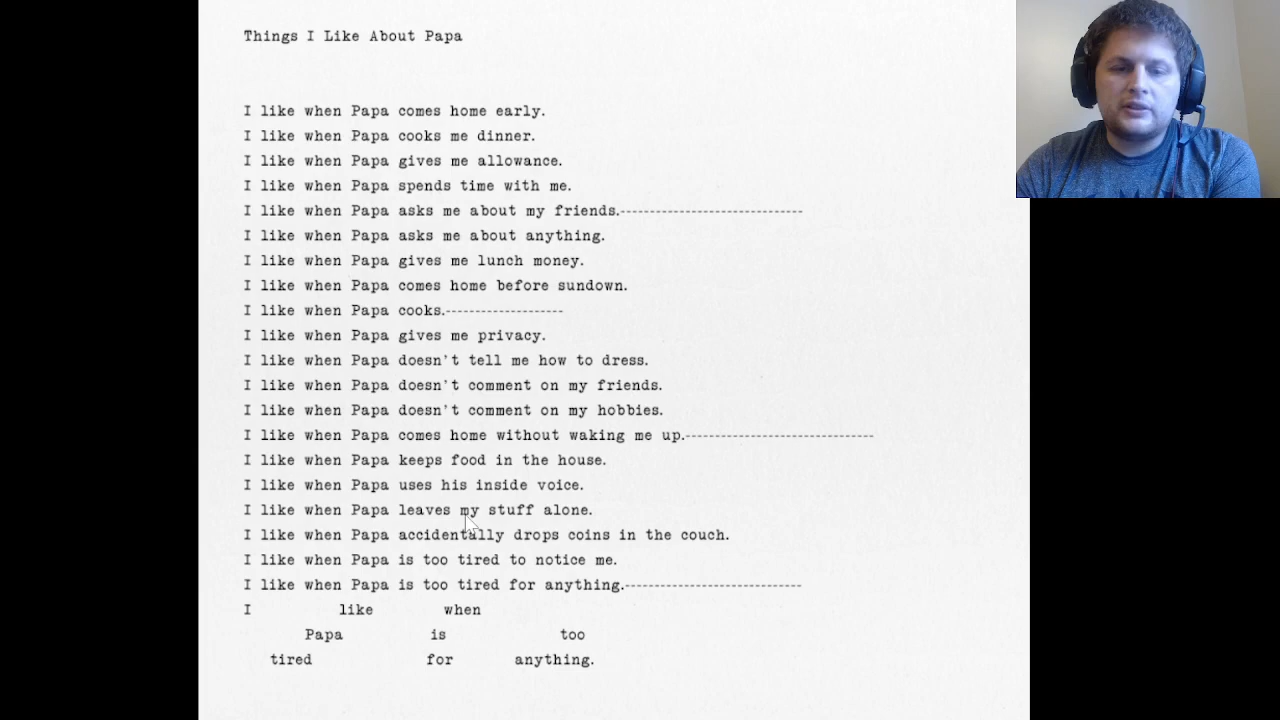 Things I Like About Papa
I like when Papa comes home early.
I like when Papa cooks me dinner.
I like when Papa gives me allowance.
I like when Papa spends time with me.
I like when Papa asks me about my friends.------------------------------
I like when Papa asks me about anything.
I like when Papa gives me lunch money.
I like when Papa comes home before sundown.
I like when Papa cooks.-------------------
I like when Papa gives me privacy.
I like when Papa doesn't tell me how to dress.
I like when Papa doesn't comment on my friends.
I like when Papa doesn't comment on my hobbies.
I like when Papa comes home without waking me up.-------------------------------
I like when Papa keeps food in the house.
I like when Papa uses his inside voice.
I like when Papa leaves my stuff alone.
I like when Papa accidentally drops coins in the couch.
I like when Papa is too tired to notice me.
I like when Papa is too tired for anything.-----------------------------
I like when
Papa is too
tired for anything.